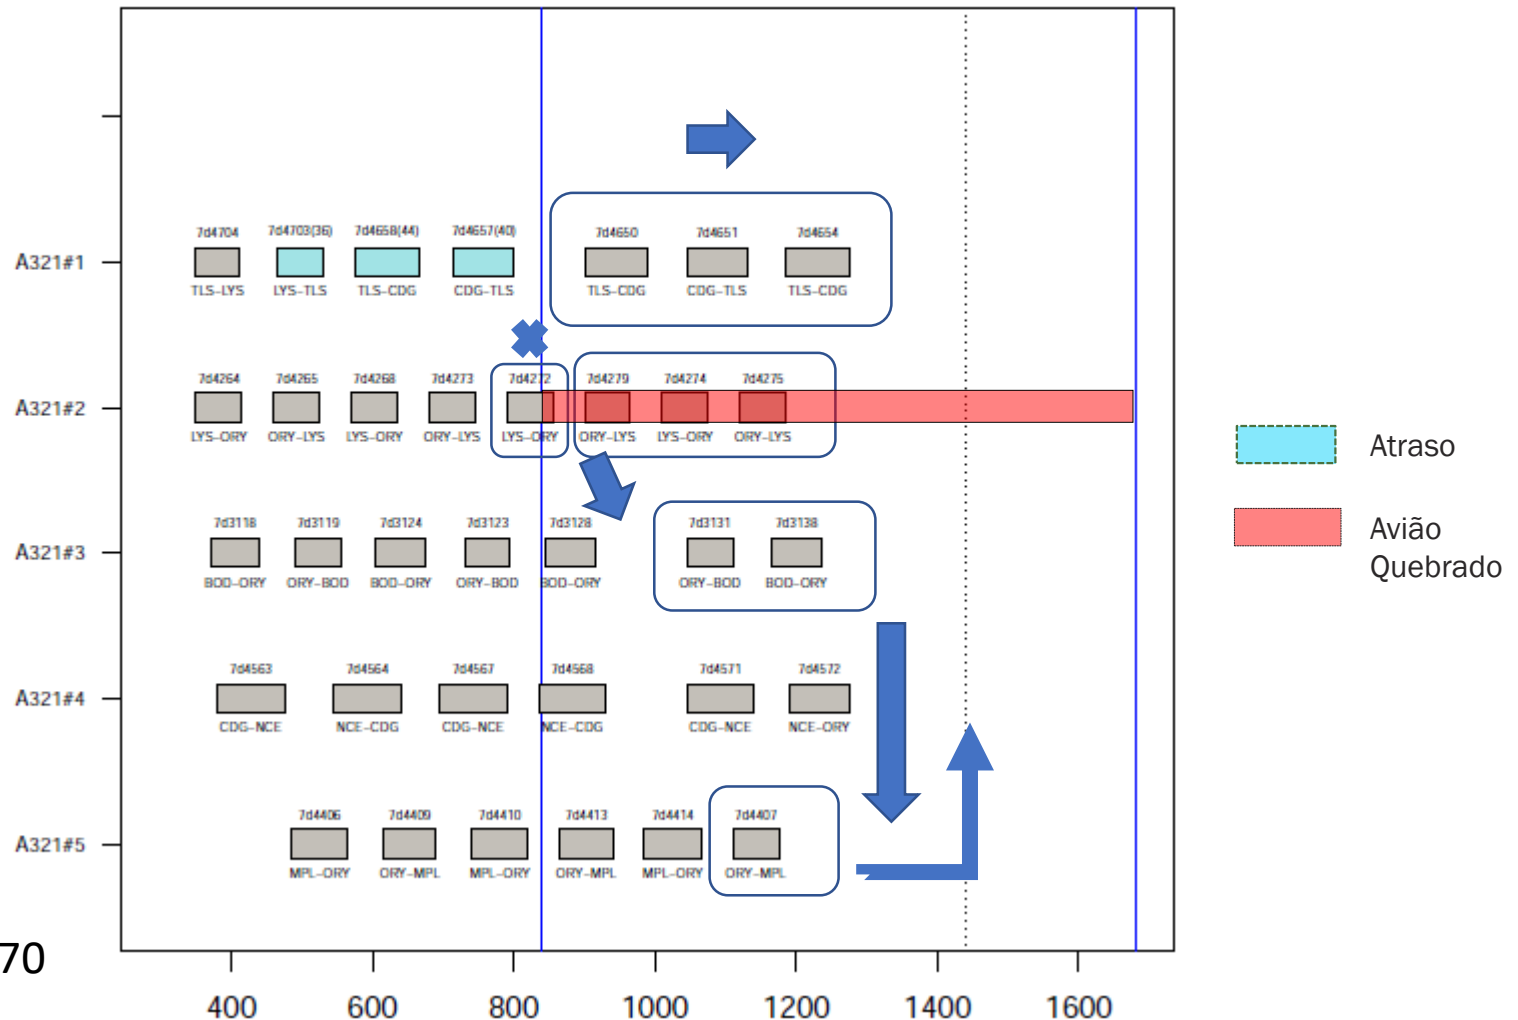 7d4704 7d4703(36) 7d4658(44) 7d4657(40) 7d4650 7d4651 7d4654
A321#1
TLS-LYS LYS-TLS TLS-CDG CDG-TLS TLS-CDG CDG-TLS TLS-CDG
7d4264 7d4265 7d4268 7d4273 7d4272 7d4279 7d4274 7d4275
A321#2
LYS-ORY ORY-LYS LYS-ORY ORY-LYS LYS-ORY ORY-LYS LYS-ORY ORY-LYS
7d3118 7d3119 7d3124 7d3123 7d3128 7d3131 7d3138
A321#3
BOD-ORY ORY-BOD BOD-ORY ORY-BOD BOD-ORY ORY-BOD BOD-ORY
7d4563 7d4564 7d4567 7d4568 7d4571 7d4572
A321#4
CDG-NCE NCE-CDG CDG-NCE NCE-CDG CDG-NCE NCE-ORY
7d4406 7d4409 7d4410 7d4413 7d4414 7d4407
A321#5
MPL-ORY ORY-MPL MPL-ORY ORY-MPL MPL-ORY ORY-MPL
70
400 600 800 1000 1200 1400 1600
Atraso
Avião
Quebrado